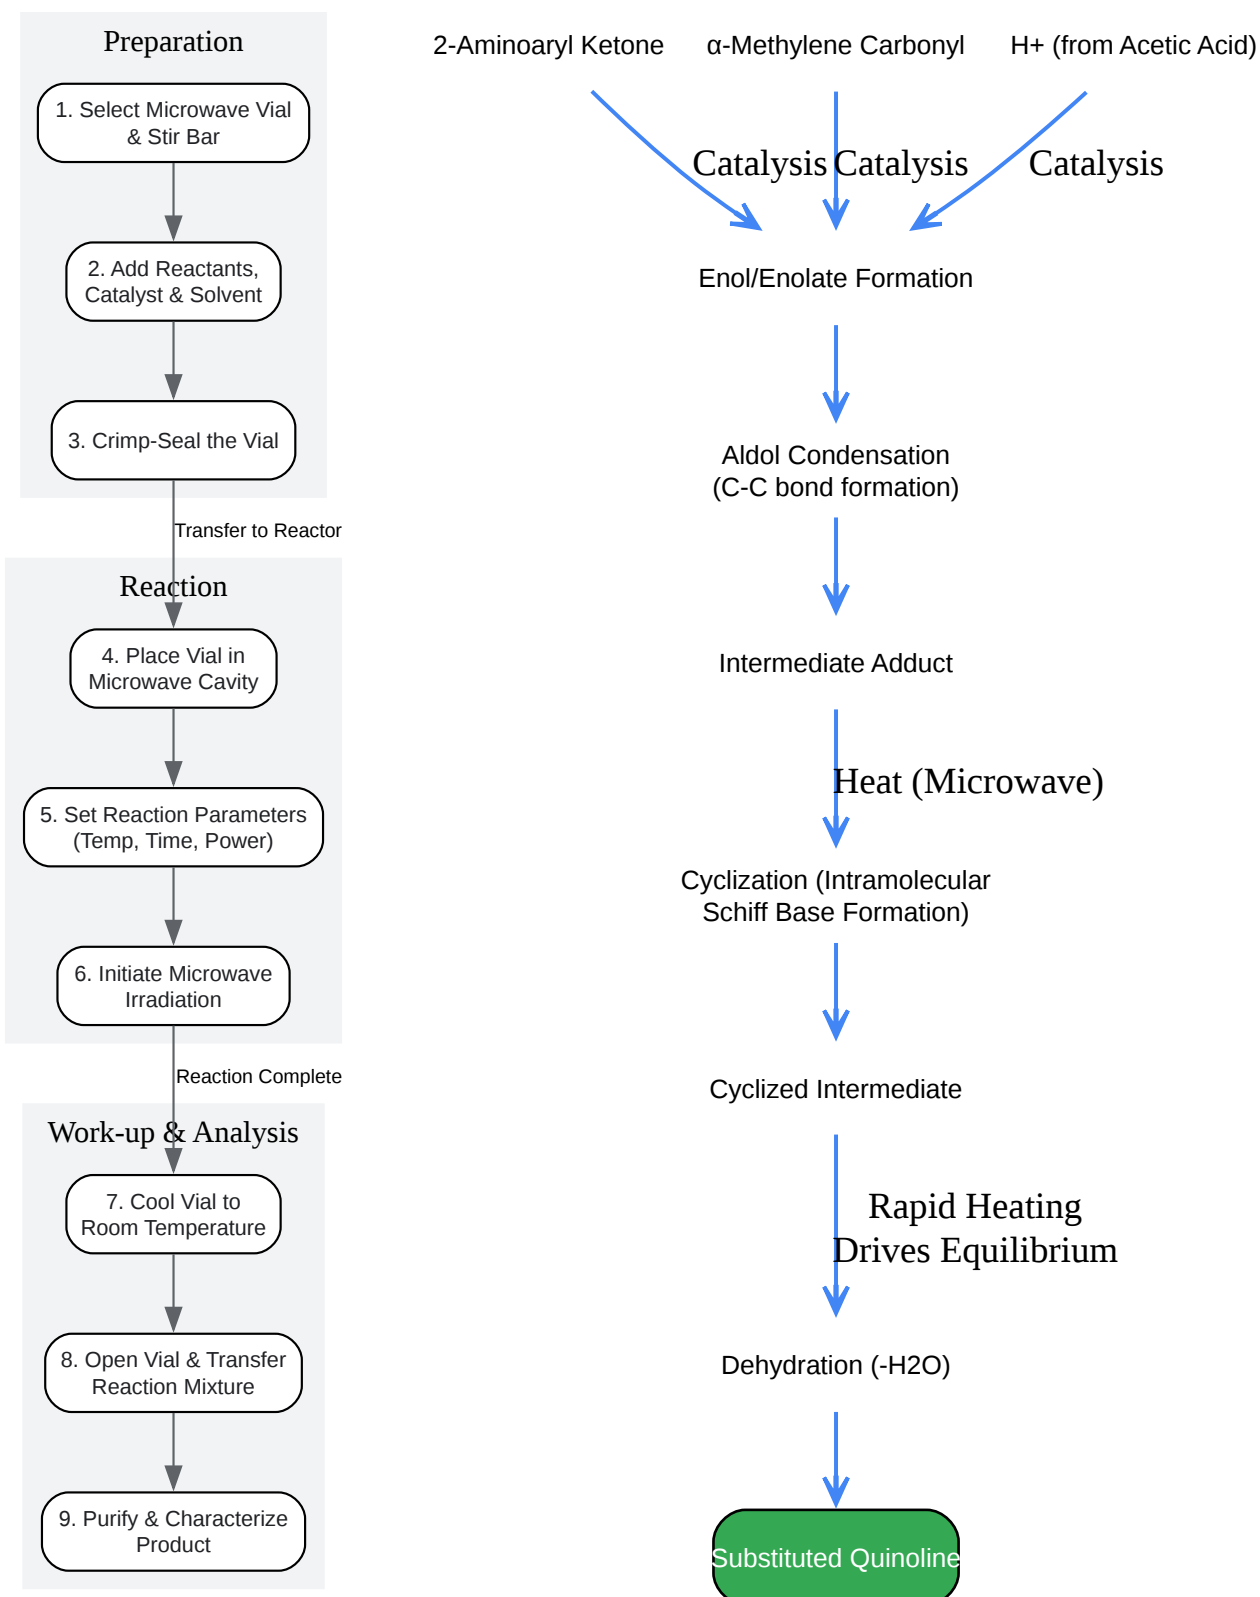 Preparation
1. Select Microwave Vial
& Stir Bar
2. Add Reactants,
Catalyst & Solvent
3. Crimp-Seal the Vial
Transfer to Reactor
Reaction
4. Place Vial in
Microwave Cavity
5. Set Reaction Parameters
(Temp, Time, Power)
6. Initiate Microwave
Irradiation
Reaction Complete
Work-up & Analysis
7. Cool Vial to
Room Temperature
8. Open Vial & Transfer
Reaction Mixture
9. Purify & Characterize
Product
2-Aminoaryl Ketone
α-Methylene Carbonyl
H+ (from Acetic Acid)
Catalysis
Catalysis
Catalysis
Enol/Enolate Formation
Aldol Condensation
(C-C bond formation)
Intermediate Adduct
Heat (Microwave)
Cyclization (Intramolecular
Schiff Base Formation)
Cyclized Intermediate
Rapid Heating
Drives Equilibrium
Dehydration (-H2O)
Substituted Quinoline